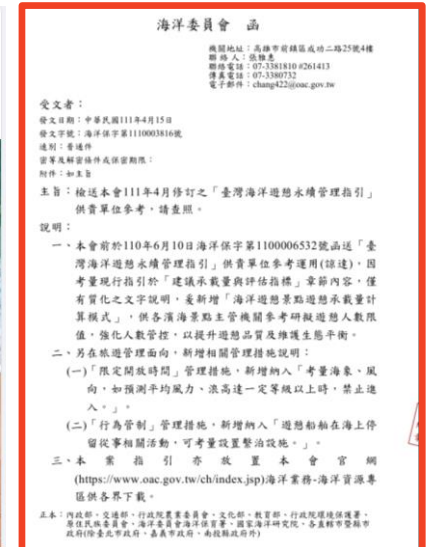 海洋委員會　函
機關地址：高雄市前鎮區成功二路25號4樓
聯絡人：張雅惠
聯絡電話：07-3381810 #261413
傳真電話：07-3380732
電子郵件：chang422@oac.gov.tw
受文者：
發文日期：中華民國111年4月15日
發文字號：海洋保字第1110003816號
速別：普通件
密等及解密條件或保密期限：
附件：如主旨
主旨：檢送本會111年4月修訂之「臺灣海洋遊憩永續管理指引」
供貴單位參考，請查照。
說明：
一、本會前於110年6月10日海洋保字第1100006532號函送「臺
灣海洋遊憩永續管理指引」供貴單位參考運用(諒達)，因
考量現行指引於「建議承載量與評估指標」章節內容，僅
有質化之文字說明，爰新增「海洋遊憩景點遊憩承載量計
算模式」，供各濱海景點主管機關參考研擬遊憩人數限
值，強化人數管控，以提升遊憩品質及維護生態平衡。
二、另在旅遊管理面向，新增相關管理措施說明：
(一)「限定開放時間」管理措施，新增納入「考量海象、風
向，如預測平均風力、浪高達一定等級以上時，禁止進
入。」。
(二)「行為管制」管理措施，新增納入「遊憩船舶在海上停
留從事相關活動，可考量設置繫泊設施。」。
三、本案指引亦放置本會官網
(https://www.oac.gov.tw/ch/index.jsp)海洋業務-海洋資源專
區供各界下載。
正本：內政部、交通部、行政院農業委員會、文化部、教育部、行政院環境保護署、
原住民族委員會、海洋委員會海洋保育署、國家海洋研究院、各直轄市暨縣市
政府(除臺北市政府、嘉義市政府、南投縣政府外)